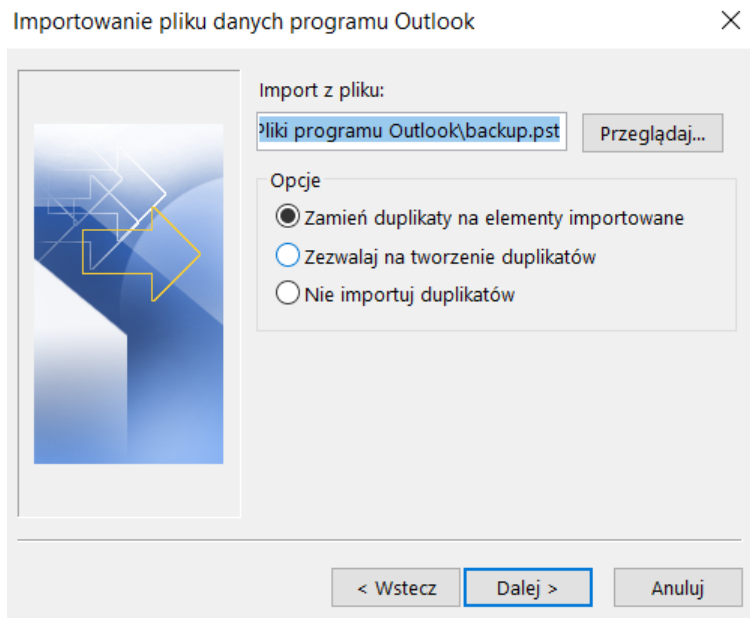 Importowanie pliku danych programu Outlook
Import z pliku:
Pliki programu Outlook\backup.pst
Przeglądaj...
Opcje
Zamień duplikaty na elementy importowane
Zezwalaj na tworzenie duplikatów
Nie importuj duplikatów
< Wstecz
Dalej >
Anuluj